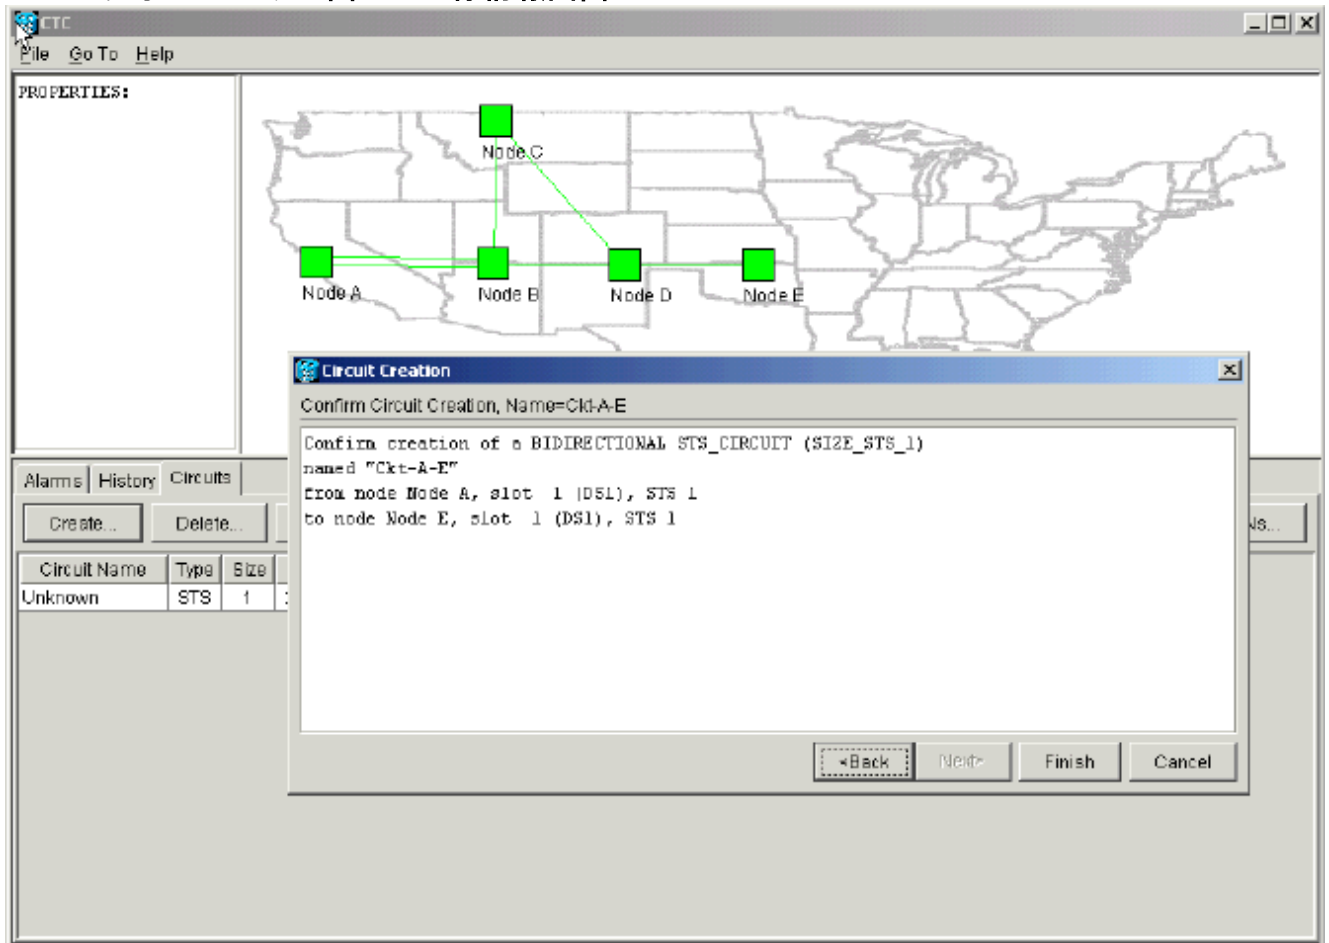 CTC
File Go To Help
PROPERTIES:
Node C
Node A
Node B
Node D
Node E
Circuit Creation
Confirm Circuit Creation, Name=Ckt-A-E
Confirm creation of a BIDIRECTIONAL STS_CIRCUIT (SIZE_STS_1)
named "Ckt-A-E"
from node Node A, slot 1 (DS1), STS 1
to node Node E, slot 1 (DS1), STS 1
Alarms History Circuits
Create... Delete...
Circuit Name Type Size
Unknown STS 1
<Back Next> Finish Cancel